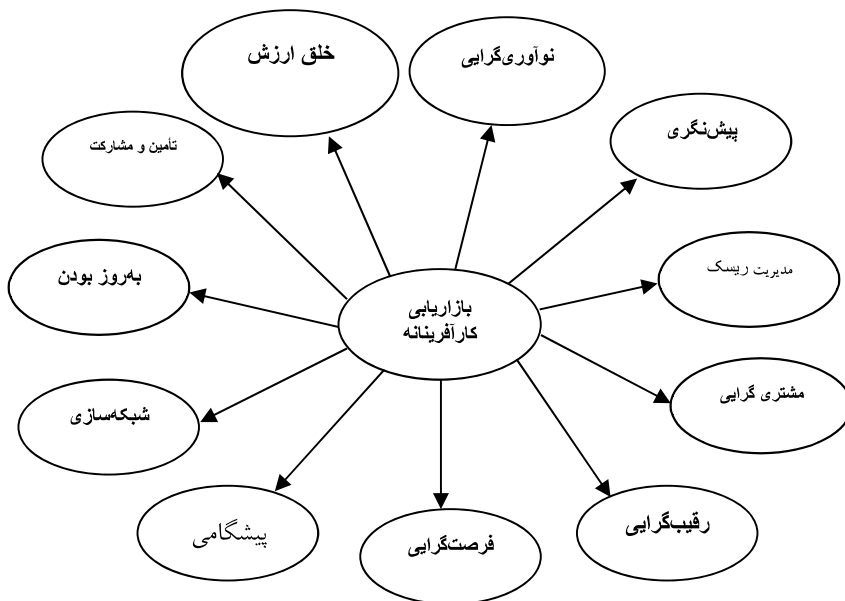 خلق ارزش
نوآوری‌گرایی
پیش‌نگری
تأمین و مشارکت
مدیریت ریسک
به‌روز بودن
بازاریابی
کارآفرینانه
مشتری گرایی
شبکه‌سازی
رقیب‌گرایی
پیشگامی
فرصت‌گرایی